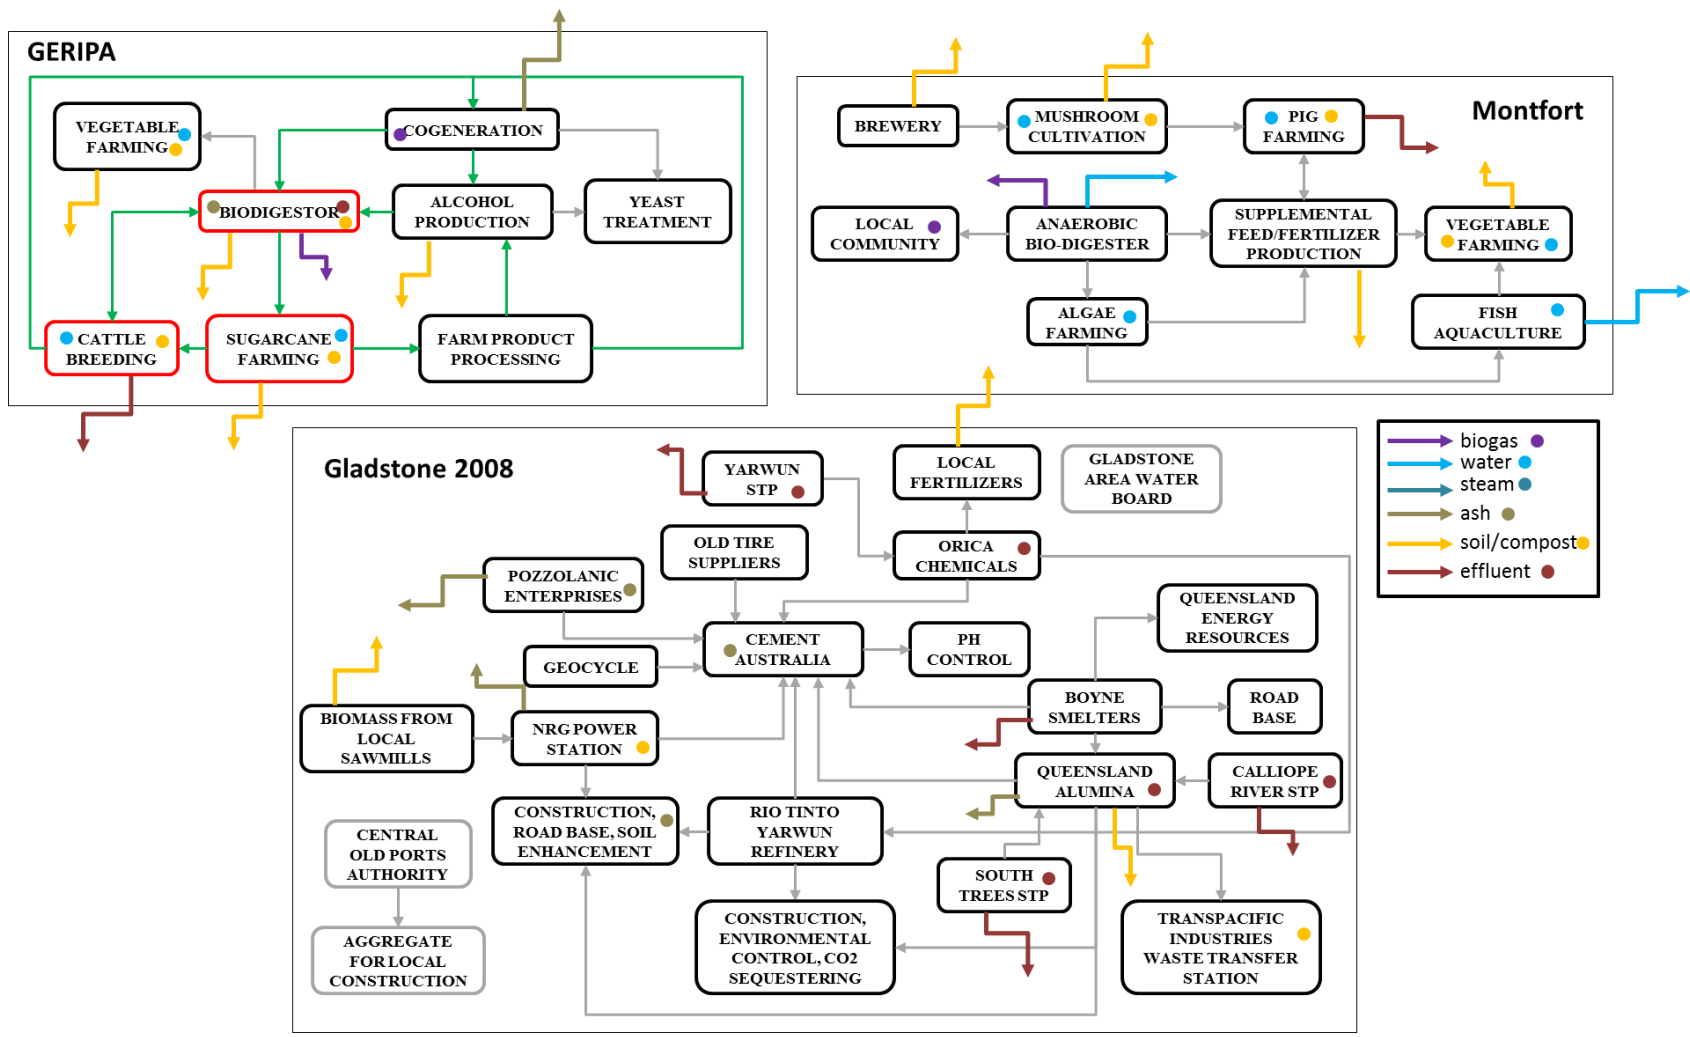 GERIPA
VEGETABLE
FARMING
COGENERATION
BIODIGESTOR
ALCOHOL
PRODUCTION
YEAST
TREATMENT
CATTLE
BREEDING
SUGARCANE
FARMING
FARM PRODUCT
PROCESSING
Montfort
BREWERY
MUSHROOM
CULTIVATION
PIG
FARMING
LOCAL
COMMUNITY
ANAEROBIC
BIO-DIGESTER
SUPPLEMENTAL
FEED/FERTILIZER
PRODUCTION
VEGETABLE
FARMING
ALGAE
FARMING
FISH
AQUACULTURE
Gladstone 2008
YARWUN
STP
LOCAL
FERTILIZERS
GLADSTONE
AREA WATER
BOARD
OLD TIRE
SUPPLIERS
ORICA
CHEMICALS
POZZOLANIC
ENTERPRISES
QUEENSLAND
ENERGY
RESOURCES
GEOCYCLE
CEMENT
AUSTRALIA
PH
CONTROL
BIOMASS FROM
LOCAL
SAWMILLS
NRG POWER
STATION
BOYNE
SMELTERS
ROAD
BASE
QUEENSLAND
ALUMINA
CALLIOPE
RIVER STP
CENTRAL
OLD PORTS
AUTHORITY
CONSTRUCTION,
ROAD BASE, SOIL
ENHANCEMENT
RIO TINTO
YARWUN
REFINERY
SOUTH
TREES STP
AGGREGATE
FOR LOCAL
CONSTRUCTION
CONSTRUCTION,
ENVIRONMENTAL
CONTROL, CO2
SEQUESTERING
TRANSPACIFIC
INDUSTRIES
WASTE TRANSFER
STATION
biogas
water
steam
ash
soil/compost
effluent